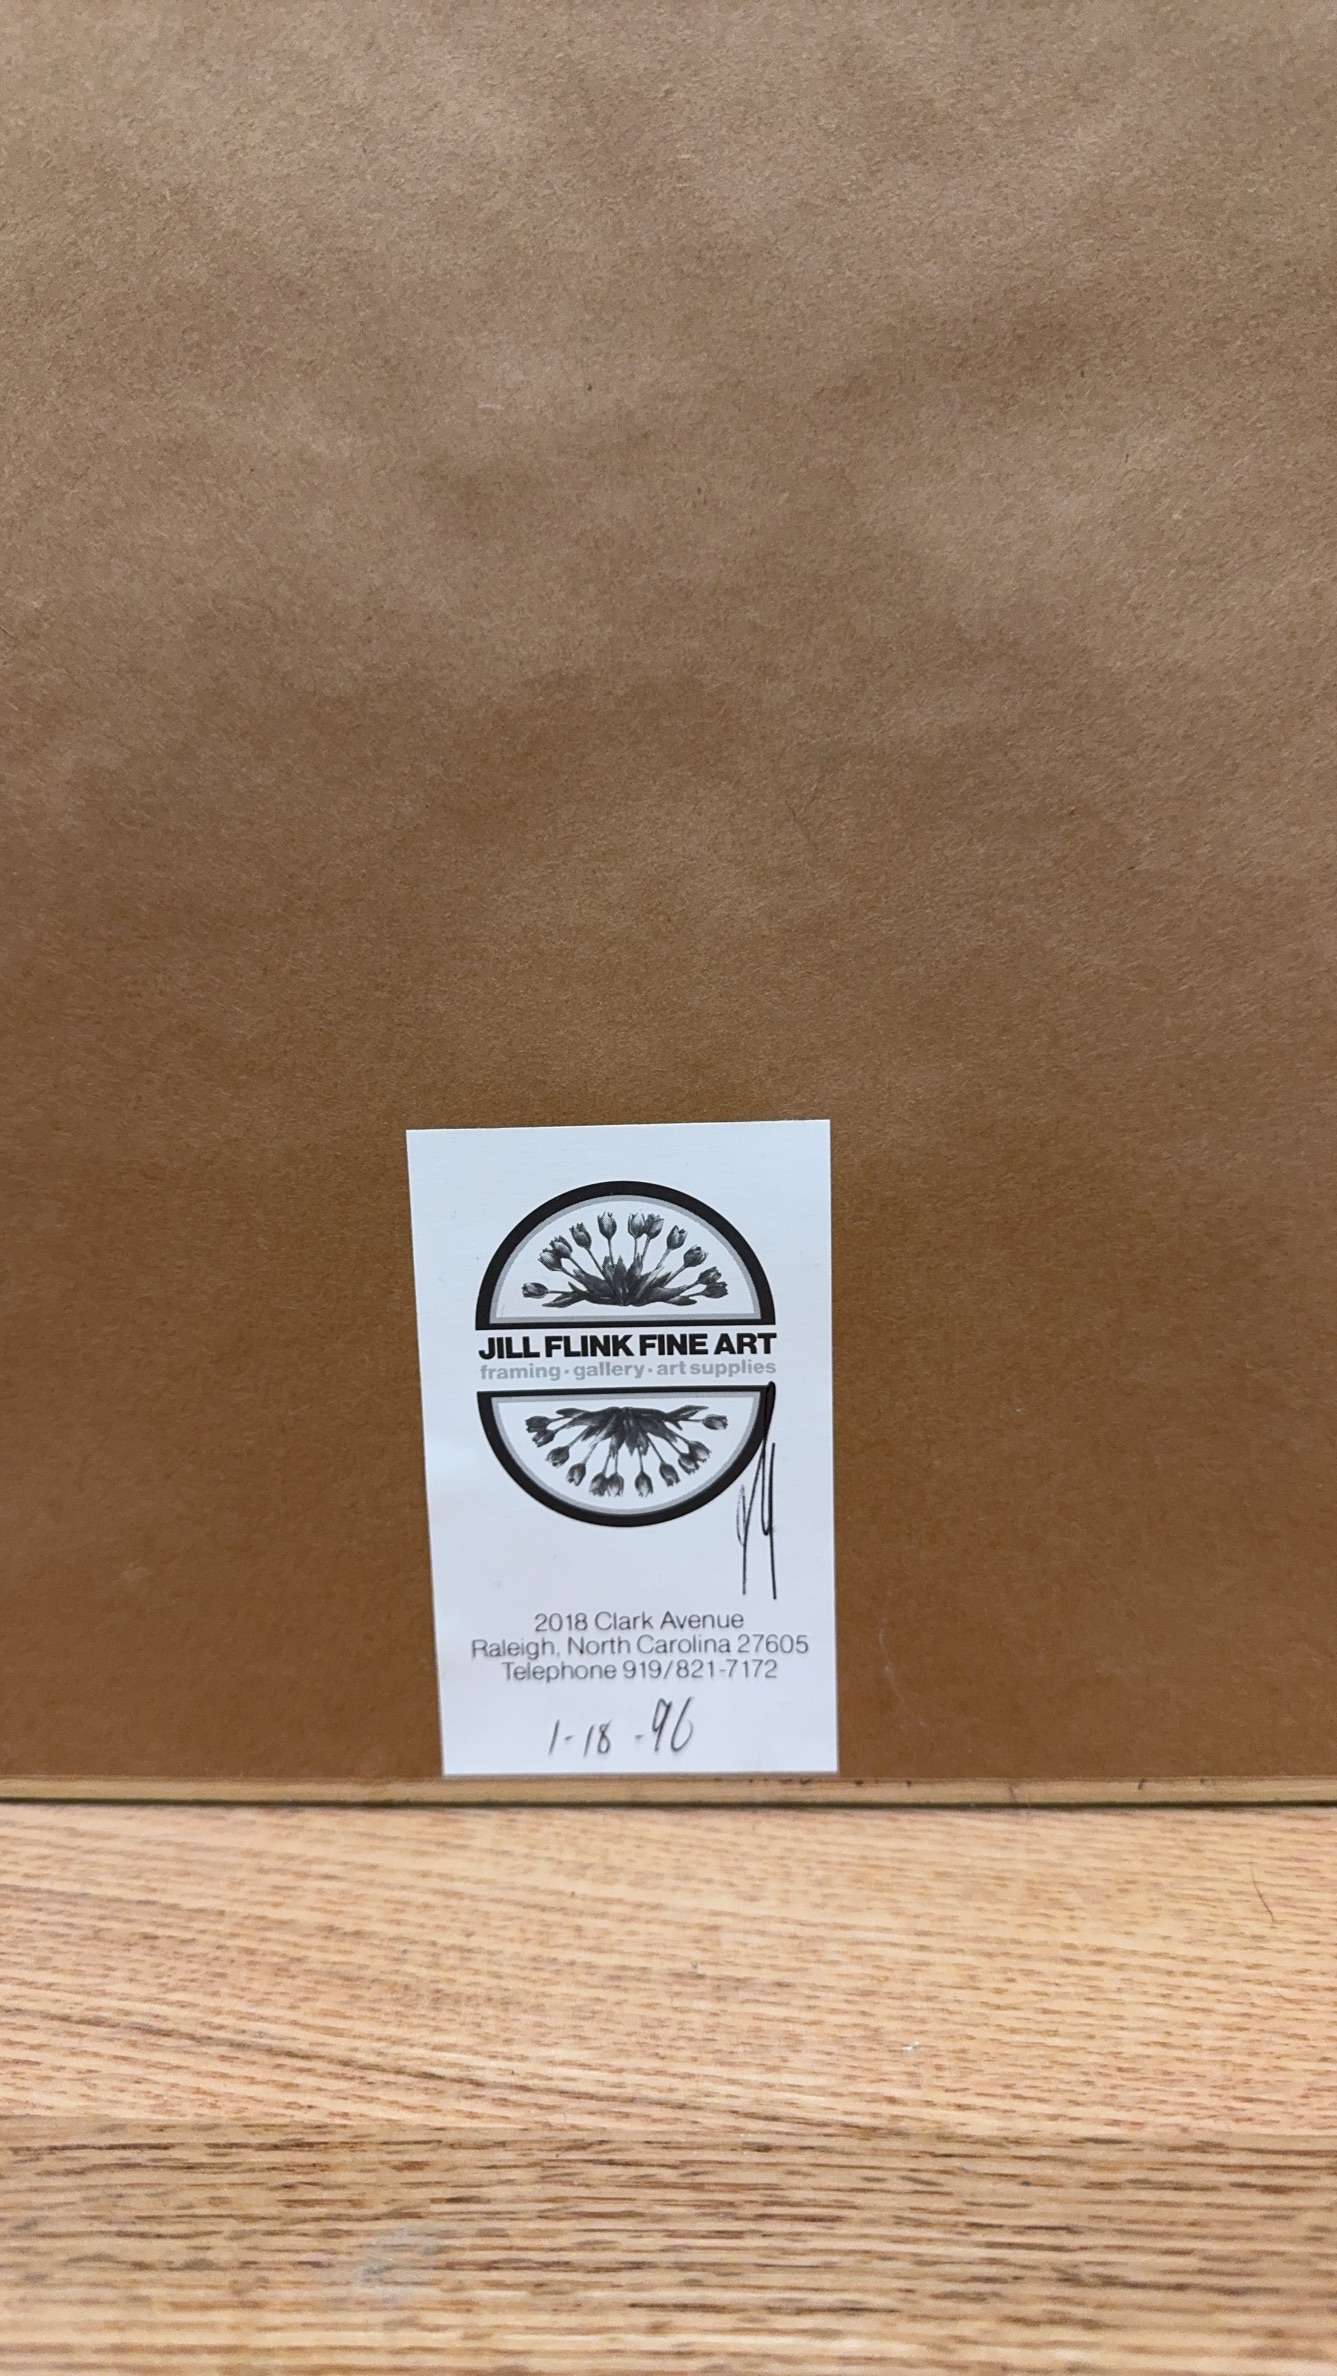 JILL FLINK FINE ART
framing · gallery · art supplies
2018 Clark Avenue
Raleigh, North Carolina 27605
Telephone 919/821-7172
1-18-96